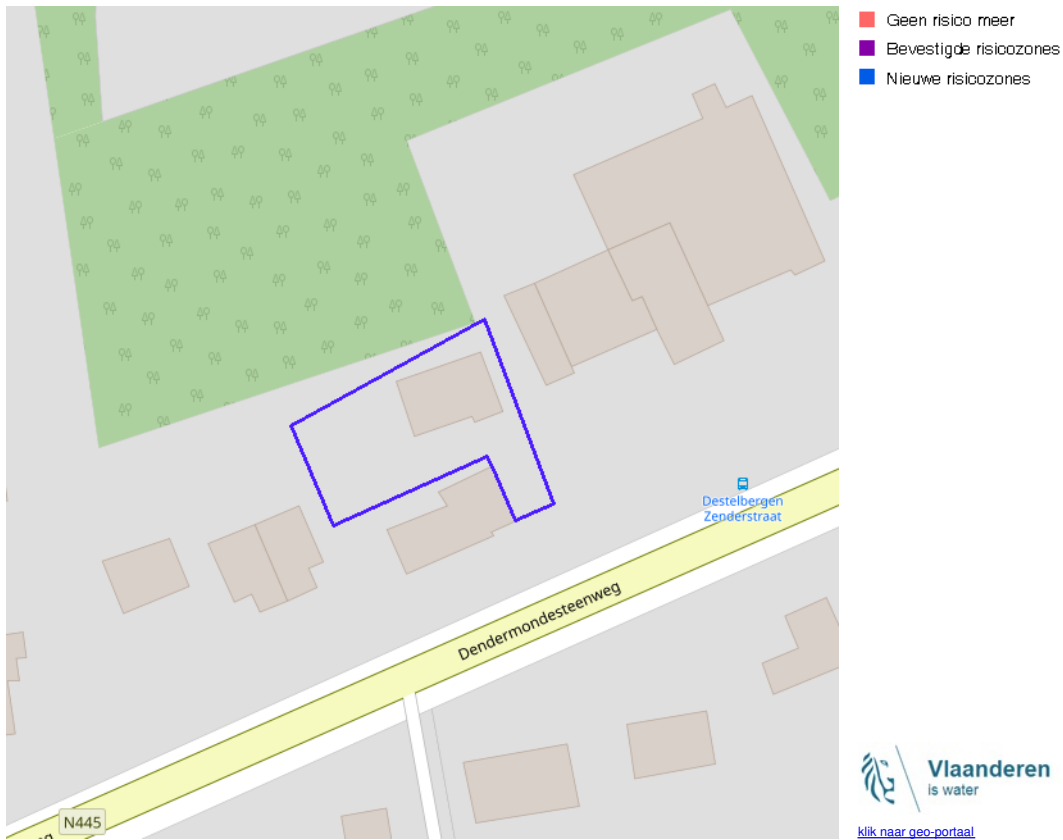 Geen risico meer
Bevestigde risicozones
Nieuwe risicozones
Destelbergen
Zenderstraat
Dendermondesteenweg
N445
Vlaanderen
is water
klik naar geo-portaal